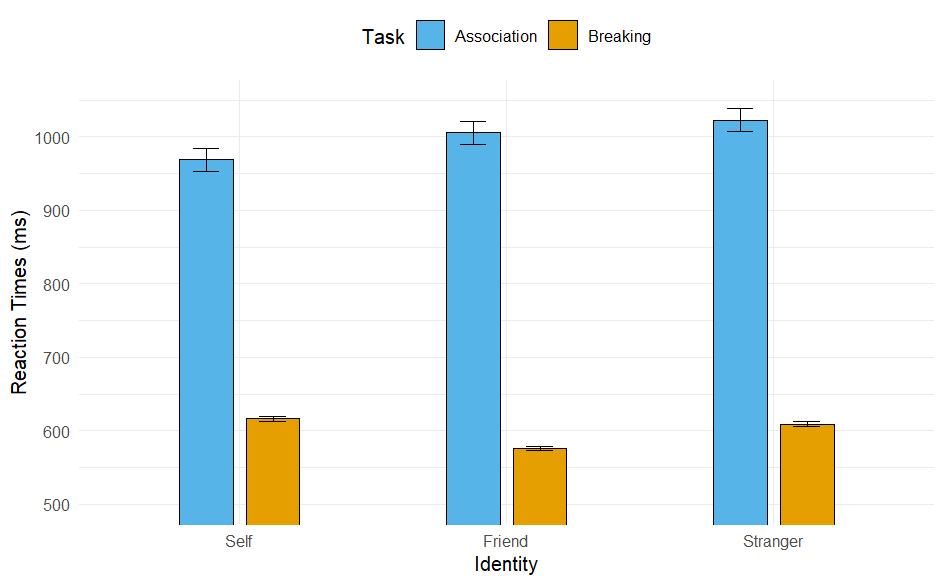 Task Association Breaking
Reaction Times (ms)
1000
900
800
700
600
500
Self Friend Stranger
Identity